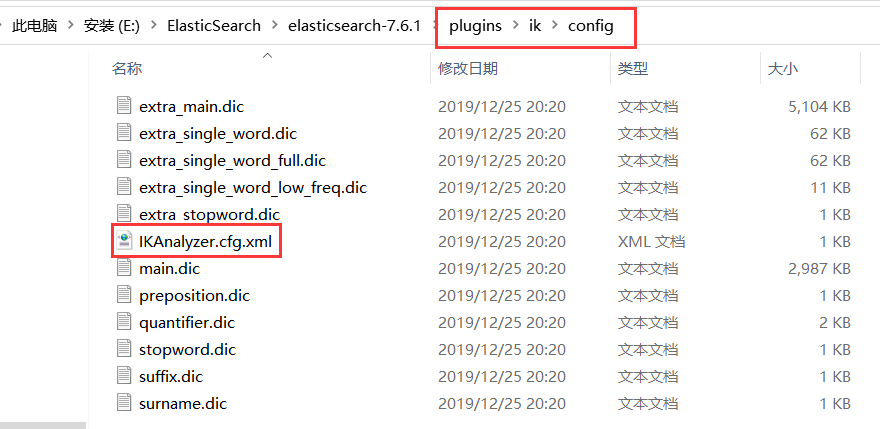 此电脑 > 安装 (E:) > ElasticSearch > elasticsearch-7.6.1 > plugins > ik > config
名称 修改日期 类型 大小
extra_main.dic 2019/12/25 20:20 文本文档 5,104 KB
extra_single_word.dic 2019/12/25 20:20 文本文档 62 KB
extra_single_word_full.dic 2019/12/25 20:20 文本文档 62 KB
extra_single_word_low_freq.dic 2019/12/25 20:20 文本文档 11 KB
extra_stopword.dic 2019/12/25 20:20 文本文档 1 KB
IKAnalyzer.cfg.xml 2019/12/25 20:20 XML 文档 1 KB
main.dic 2019/12/25 20:20 文本文档 2,987 KB
preposition.dic 2019/12/25 20:20 文本文档 1 KB
quantifier.dic 2019/12/25 20:20 文本文档 2 KB
stopword.dic 2019/12/25 20:20 文本文档 1 KB
suffix.dic 2019/12/25 20:20 文本文档 1 KB
surname.dic 2019/12/25 20:20 文本文档 1 KB